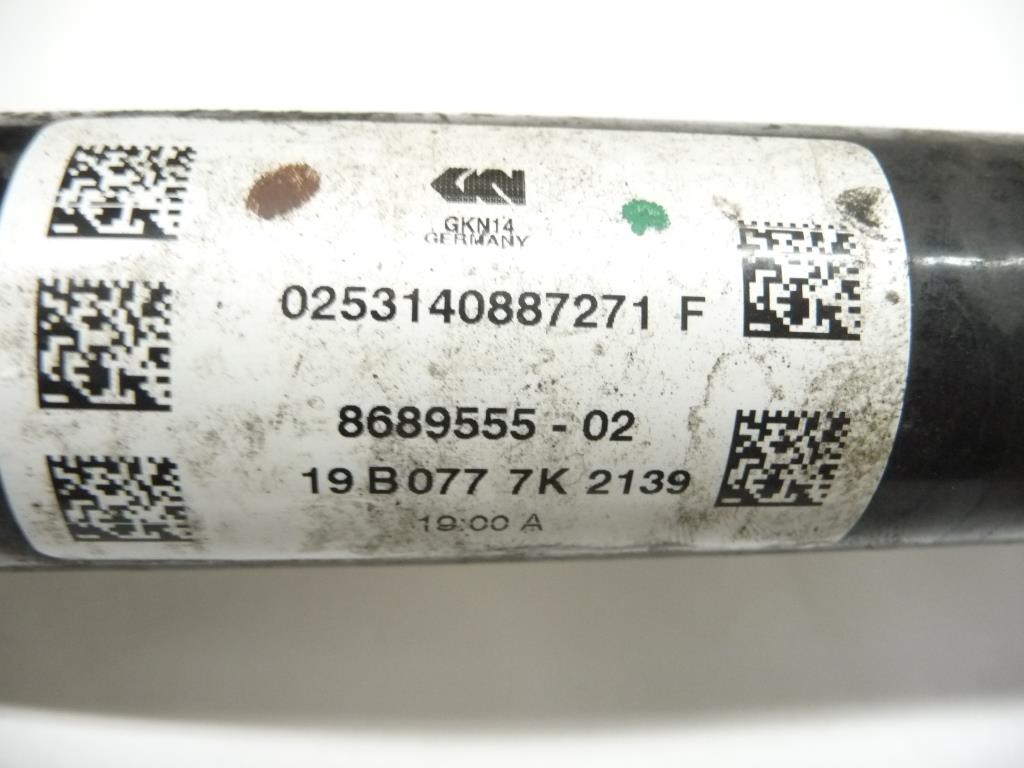 GKN
GKN14
GERMANY
0253140887271 F
8689555 - 02
19 B 077 7K 2139
19:00 A